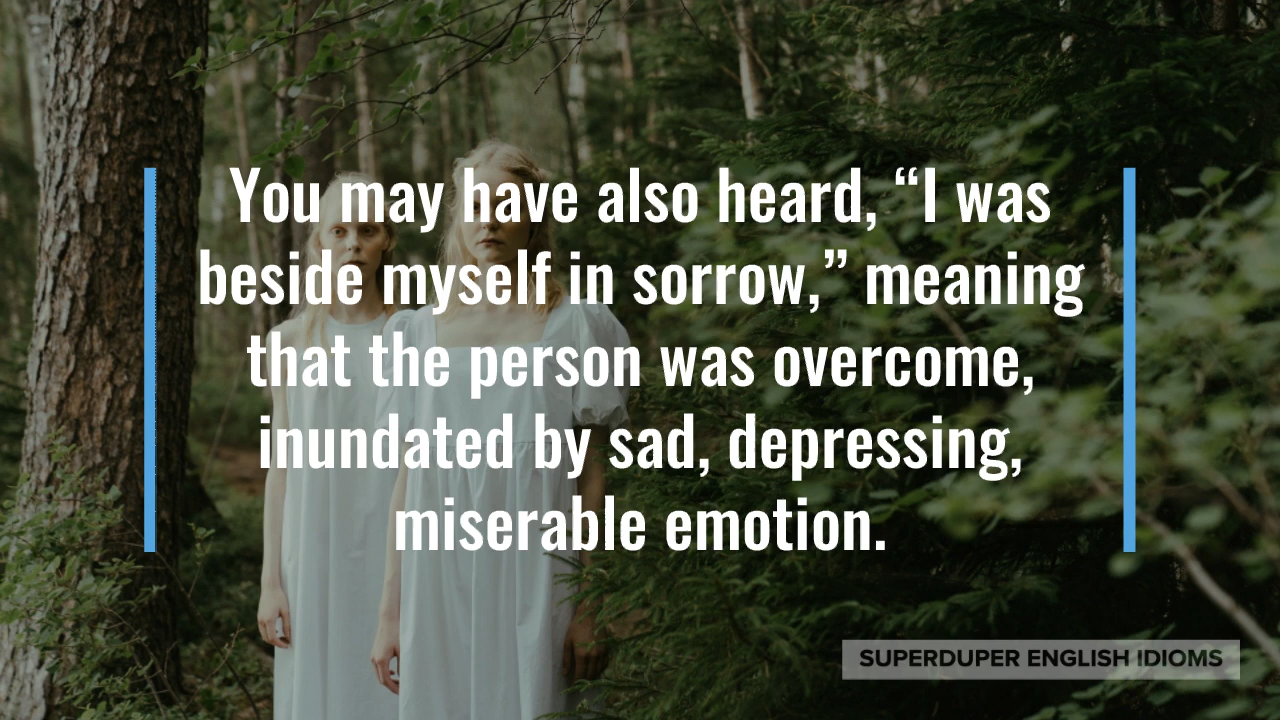 You may have also heard, “I was
beside myself in sorrow,” meaning
that the person was overcome,
inundated by sad, depressing,
miserable emotion.
SUPERDUPER ENGLISH IDIOMS